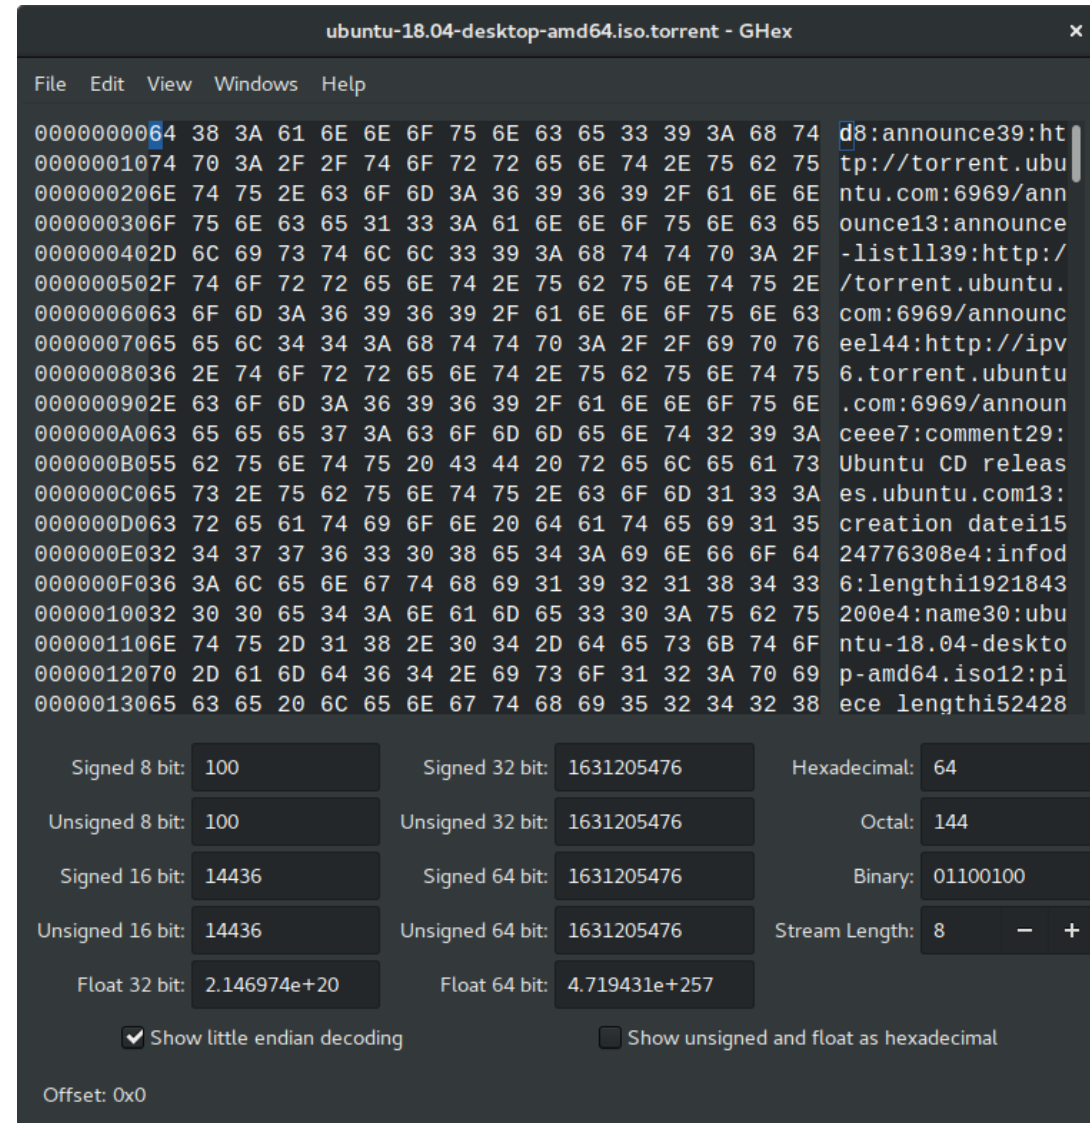 ubuntu-18.04-desktop-amd64.iso.torrent - GHex ×
File Edit View Windows Help
0000000064 38 3A 61 6E 6E 6F 75 6E 63 65 33 39 3A 68 74 d8:announce39:ht
0000001074 70 3A 2F 2F 74 6F 72 72 65 6E 74 2E 75 62 75 tp://torrent.ubu
000000206E 74 75 2E 63 6F 6D 3A 36 39 36 39 2F 61 6E 6E ntu.com:6969/ann
000000306F 75 6E 63 65 31 33 3A 61 6E 6E 6F 75 6E 63 65 ounce13:announce
000000402D 6C 69 73 74 6C 6C 33 39 3A 68 74 74 70 3A 2F -listll39:http:/
000000502F 74 6F 72 72 65 6E 74 2E 75 62 75 6E 74 75 2E /torrent.ubuntu.
0000006063 6F 6D 3A 36 39 36 39 2F 61 6E 6E 6F 75 6E 63 com:6969/announc
0000007065 65 6C 34 34 3A 68 74 74 70 3A 2F 2F 69 70 76 eel44:http://ipv
0000008036 2E 74 6F 72 72 65 6E 74 2E 75 62 75 6E 74 75 6.torrent.ubuntu
000000902E 63 6F 6D 3A 36 39 36 39 2F 61 6E 6E 6F 75 6E .com:6969/announ
000000A063 65 65 65 37 3A 63 6F 6D 6D 65 6E 74 32 39 3A ceee7:comment29:
000000B055 62 75 6E 74 75 20 43 44 20 72 65 6C 65 61 73 Ubuntu CD releas
000000C065 73 2E 75 62 75 6E 74 75 2E 63 6F 6D 31 33 3A es.ubuntu.com13:
000000D063 72 65 61 74 69 6F 6E 20 64 61 74 65 69 31 35 creation datei15
000000E032 34 37 37 36 33 30 38 65 34 3A 69 6E 66 6F 64 24776308e4:infod
000000F036 3A 6C 65 6E 67 74 68 69 31 39 32 31 38 34 33 6:lengthi1921843
0000010032 30 30 65 34 3A 6E 61 6D 65 33 30 3A 75 62 75 200e4:name30:ubu
000001106E 74 75 2D 31 38 2E 30 34 2D 64 65 73 6B 74 6F ntu-18.04-deskto
0000012070 2D 61 6D 64 36 34 2E 69 73 6F 31 32 3A 70 69 p-amd64.iso12:pi
0000013065 63 65 20 6C 65 6E 67 74 68 69 35 32 34 32 38 ece lengthi52428
Signed 8 bit: 100 Signed 32 bit: 1631205476 Hexadecimal: 64
Unsigned 8 bit: 100 Unsigned 32 bit: 1631205476 Octal: 144
Signed 16 bit: 14436 Signed 64 bit: 1631205476 Binary: 01100100
Unsigned 16 bit: 14436 Unsigned 64 bit: 1631205476 Stream Length: 8 − +
Float 32 bit: 2.146974e+20 Float 64 bit: 4.719431e+257
Show little endian decoding Show unsigned and float as hexadecimal
Offset: 0x0